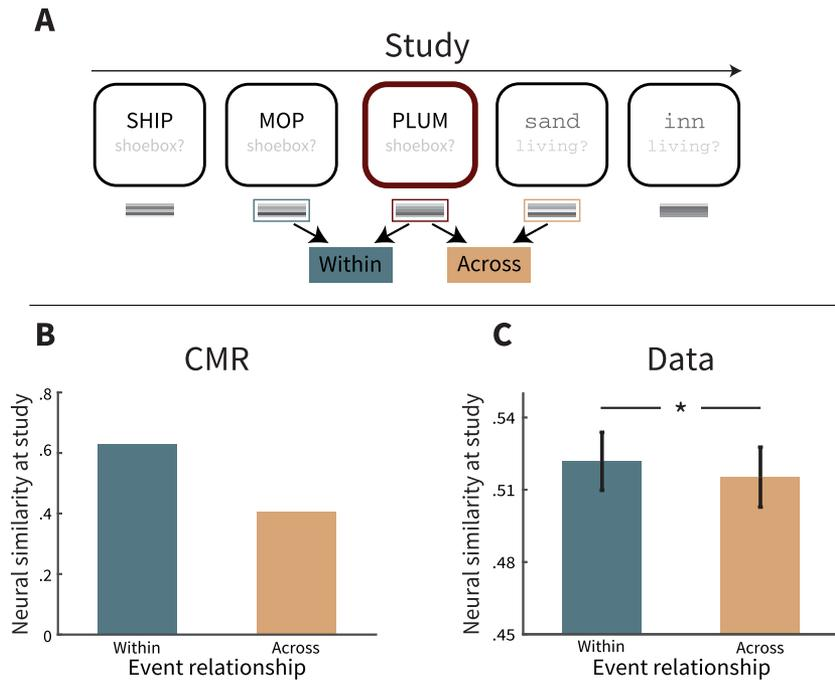 A
Study
SHIP MOP PLUM sand inn
shoebox? shoebox? shoebox? living? living?
Within Across
B
CMR
Neural similarity at study
.8
.6
.4
.2
0
Within Across
Event relationship
C
Data
Neural similarity at study
*
.54
.51
.48
.45
Within Across
Event relationship